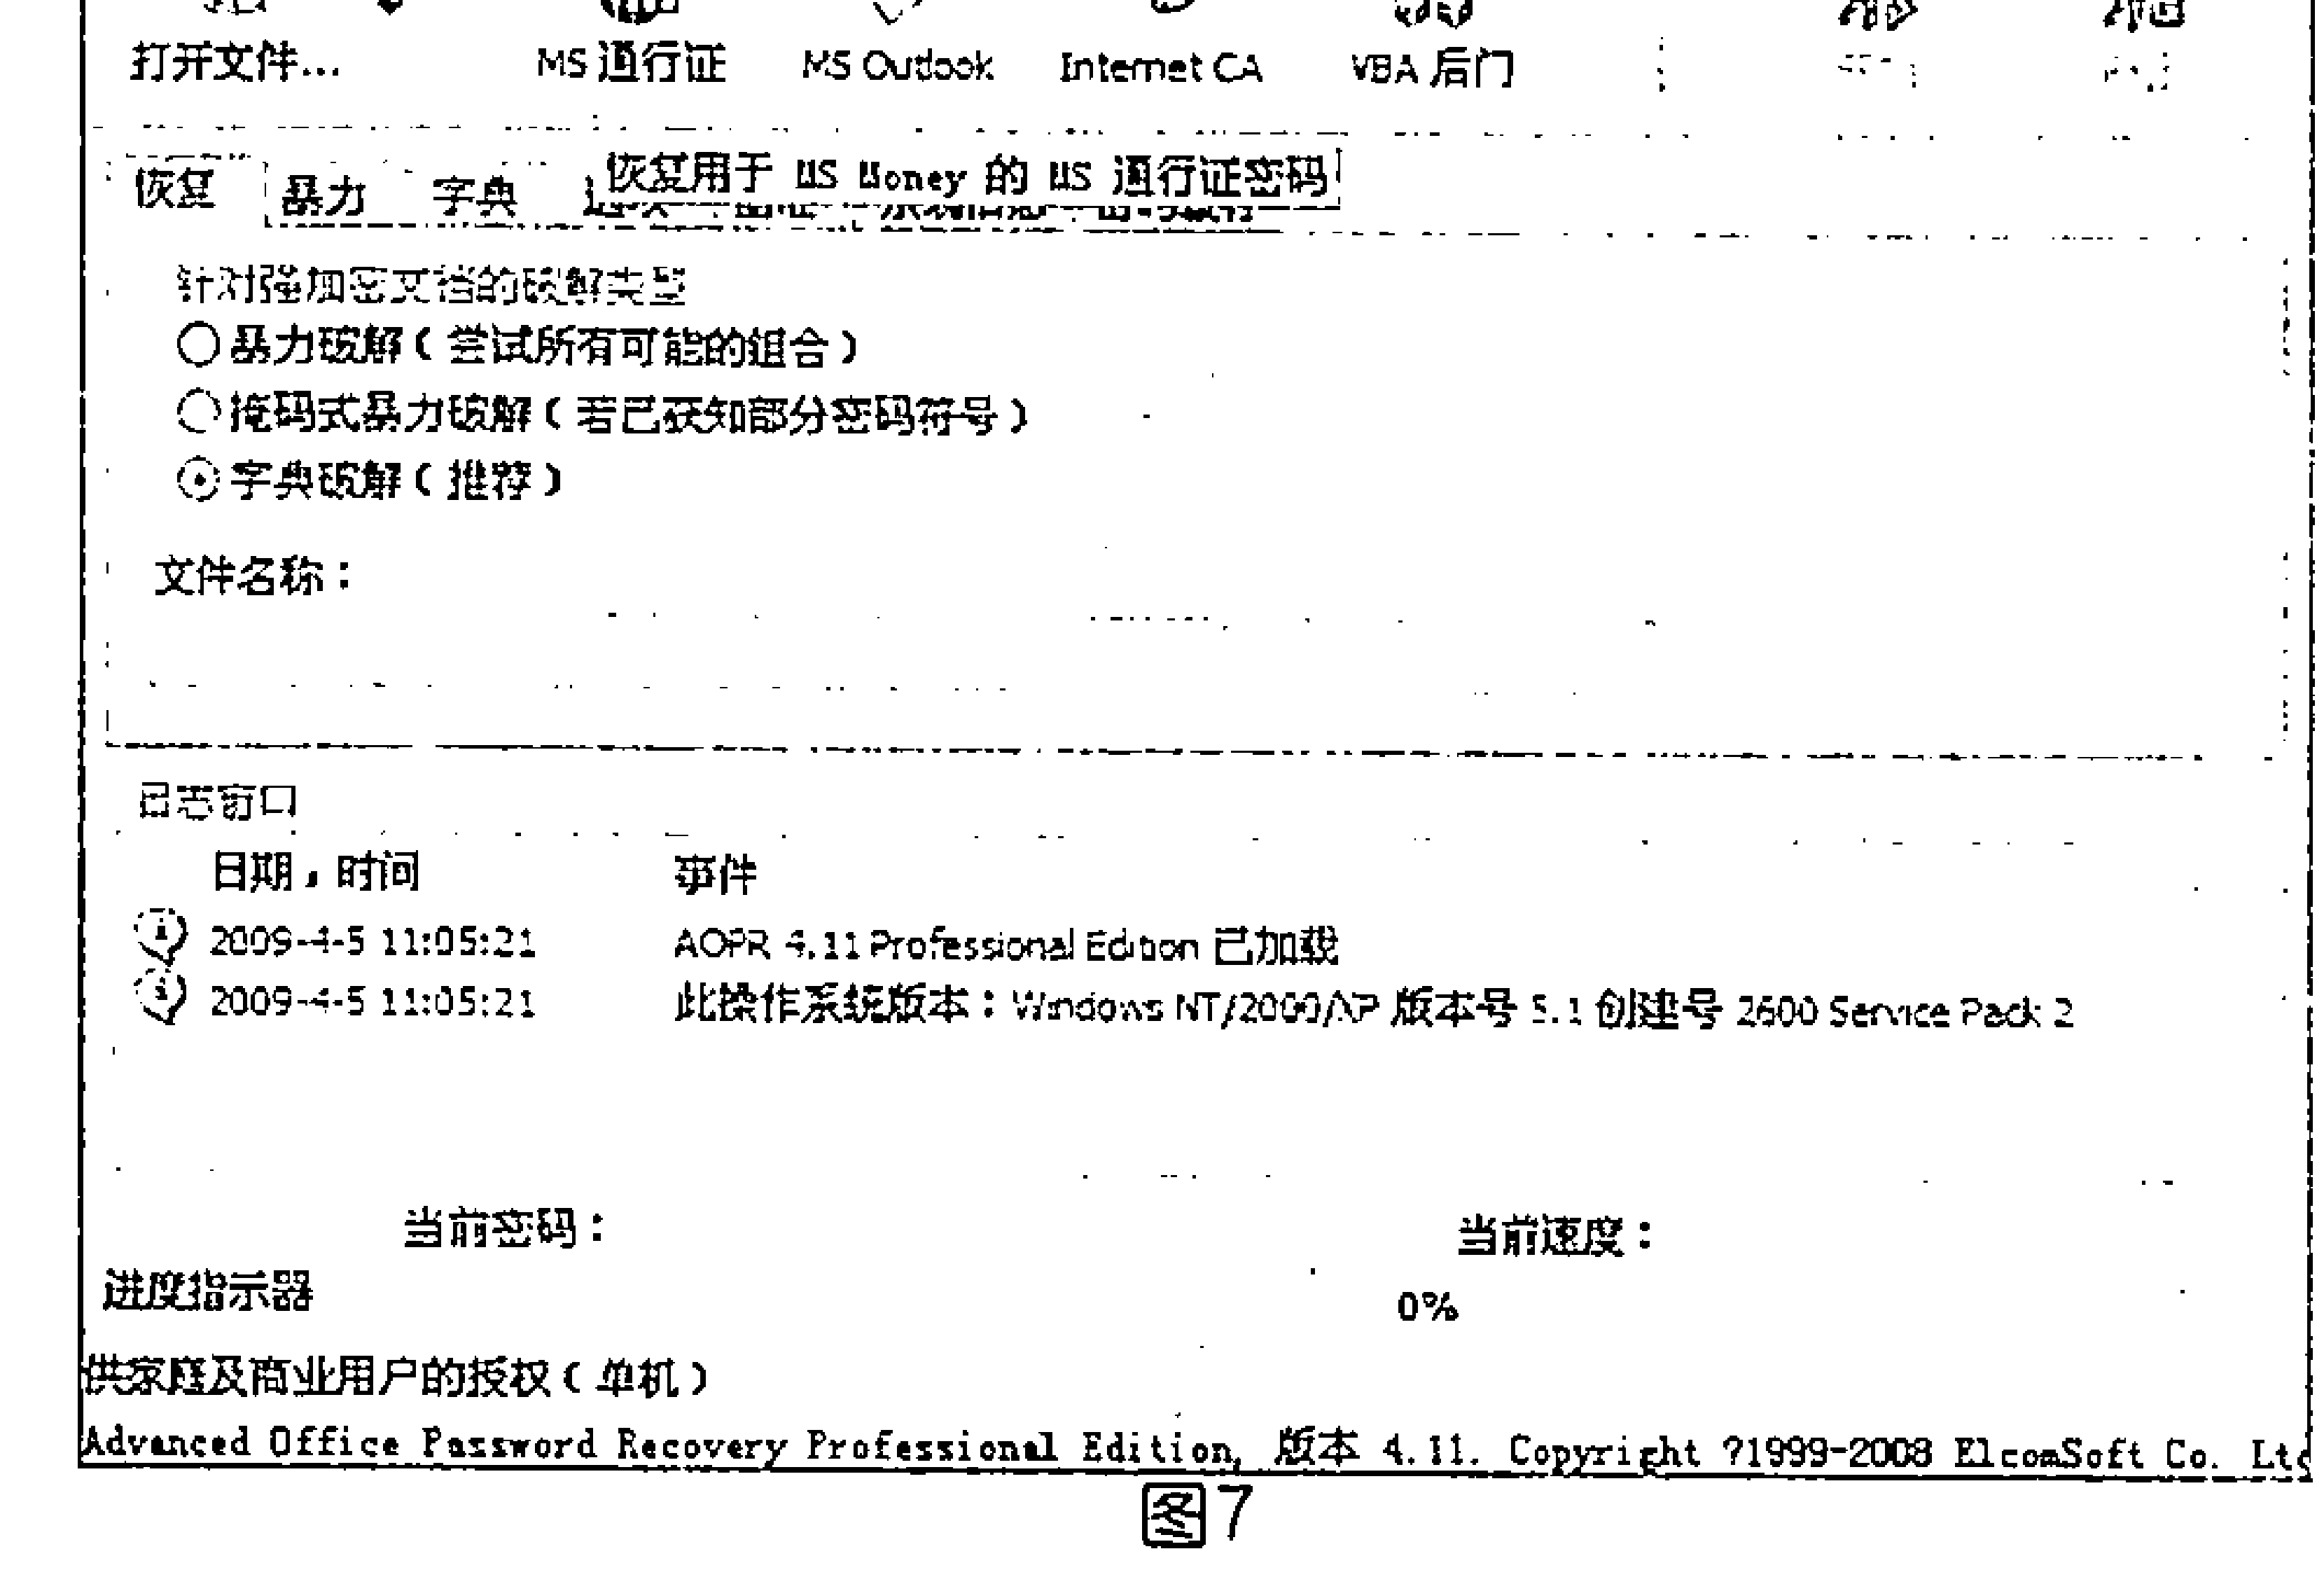 打开文件... MS 通行证 MS Outlook Internet CA VBA 后门
恢复 暴力 字典 恢复用于 MS Money 的 MS 通行证密码
针对强加密文档的破解类型
暴力破解(尝试所有可能的组合)
掩码式暴力破解(若已获知部分密码符号)
字典破解(推荐)
文件名称:
日志窗口
日期,时间 事件
2009-4-5 11:05:21 AOPR 4.11 Professional Edition 已加载
2009-4-5 11:05:21 此操作系统版本:Windows NT/2000/XP 版本号 5.1 创建号 2600 Service Pack 2
当前密码: 当前速度:
进度指示器 0%
供家庭及商业用户的授权(单机)
Advanced Office Password Recovery Professional Edition, 版本 4.11. Copyright ?1999-2008 ElcomSoft Co. Ltd
图7